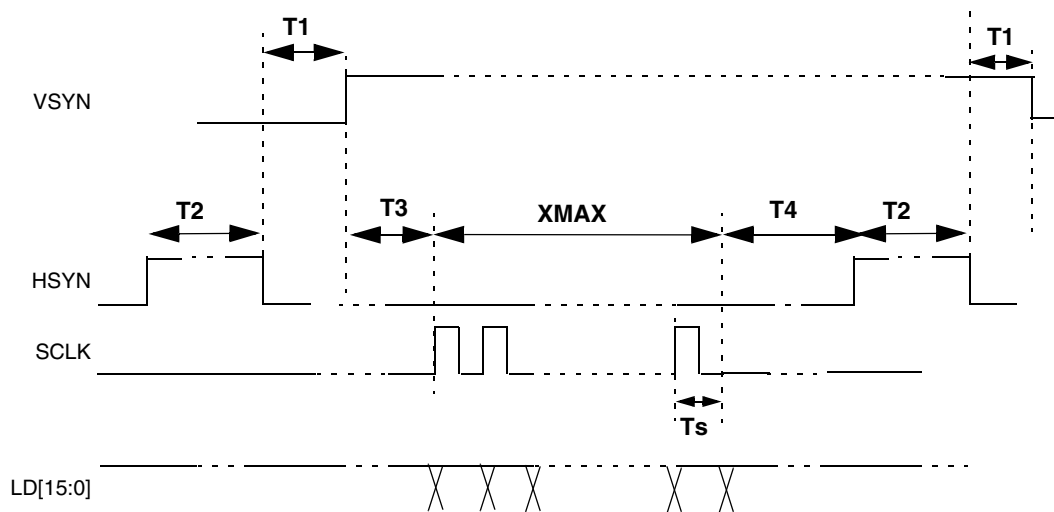 T1
T1
VSYN
T2
T3
XMAX
T4
T2
HSYN
SCLK
Ts
LD[15:0]